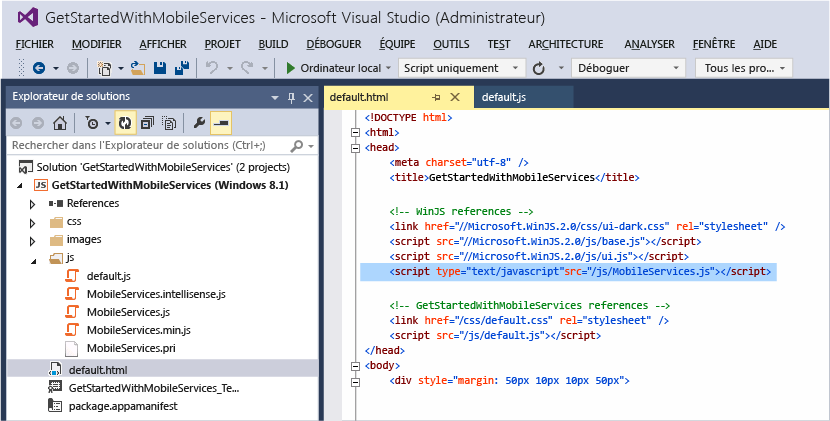 GetStartedWithMobileServices - Microsoft Visual Studio (Administrateur)
FICHIER MODIFIER AFFICHER PROJET BUILD DÉBOGUER ÉQUIPE OUTILS TEST ARCHITECTURE ANALYSER FENÊTRE AIDE
Ordinateur local Script uniquement Déboguer Tous les pro...
Explorateur de solutions
Rechercher dans l'Explorateur de solutions (Ctrl+;)
Solution 'GetStartedWithMobileServices' (2 projects)
JS GetStartedWithMobileServices (Windows 8.1)
References
css
images
js
default.js
MobileServices.intellisense.js
MobileServices.js
MobileServices.min.js
MobileServices.pri
default.html
GetStartedWithMobileServices_Te...
package.appamanifest
default.html default.js
<!DOCTYPE html>
<html>
<head>
<meta charset="utf-8" />
<title>GetStartedWithMobileServices</title>
<!-- WinJS references -->
<link href="//Microsoft.WinJS.2.0/css/ui-dark.css" rel="stylesheet" />
<script src="//Microsoft.WinJS.2.0/js/base.js"></script>
<script src="//Microsoft.WinJS.2.0/js/ui.js"></script>
<script type="text/javascript"src="/js/MobileServices.js"></script>
<!-- GetStartedWithMobileServices references -->
<link href="/css/default.css" rel="stylesheet" />
<script src="/js/default.js"></script>
</head>
<body>
<div style="margin: 50px 10px 10px 50px">